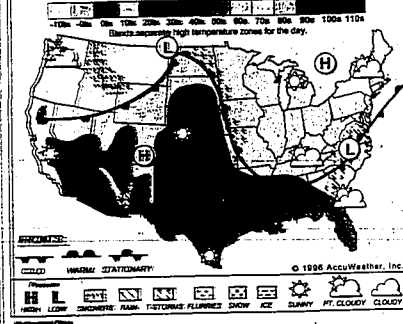 -10s -0s 0s 10s 20s 30s 40s 50s 60s 70s 80s 90s 100s 110s
Bands separate high temperature zones for the day.
L
H
H
L
COLD WARM STATIONARY
© 1996 AccuWeather, Inc.
H L
HIGH LOW SHOWERS RAIN T-STORMS FLURRIES SNOW ICE SUNNY PT. CLOUDY CLOUDY